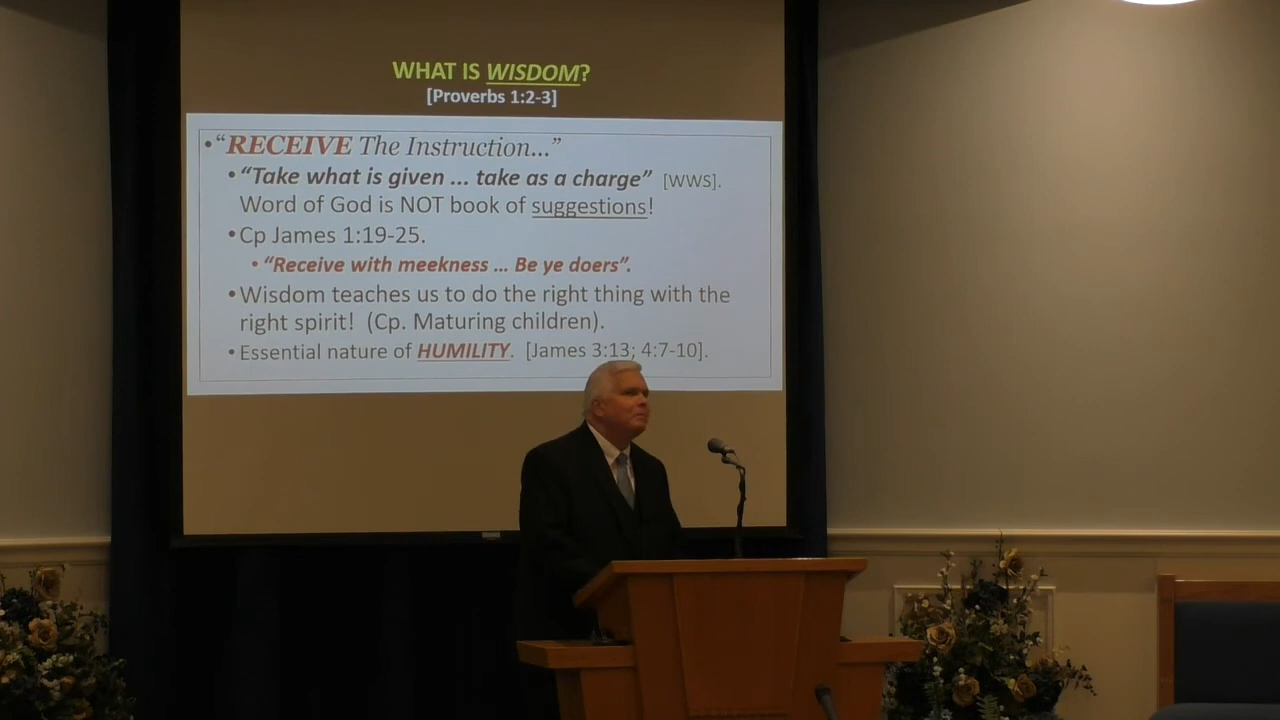 WHAT IS WISDOM?
[Proverbs 1:2-3]
•“RECEIVE The Instruction…”
•“Take what is given … take as a charge” [WWS].
Word of God is NOT book of suggestions!
•Cp James 1:19-25.
•“Receive with meekness … Be ye doers”.
•Wisdom teaches us to do the right thing with the
right spirit! (Cp. Maturing children).
•Essential nature of HUMILITY. [James 3:13; 4:7-10].